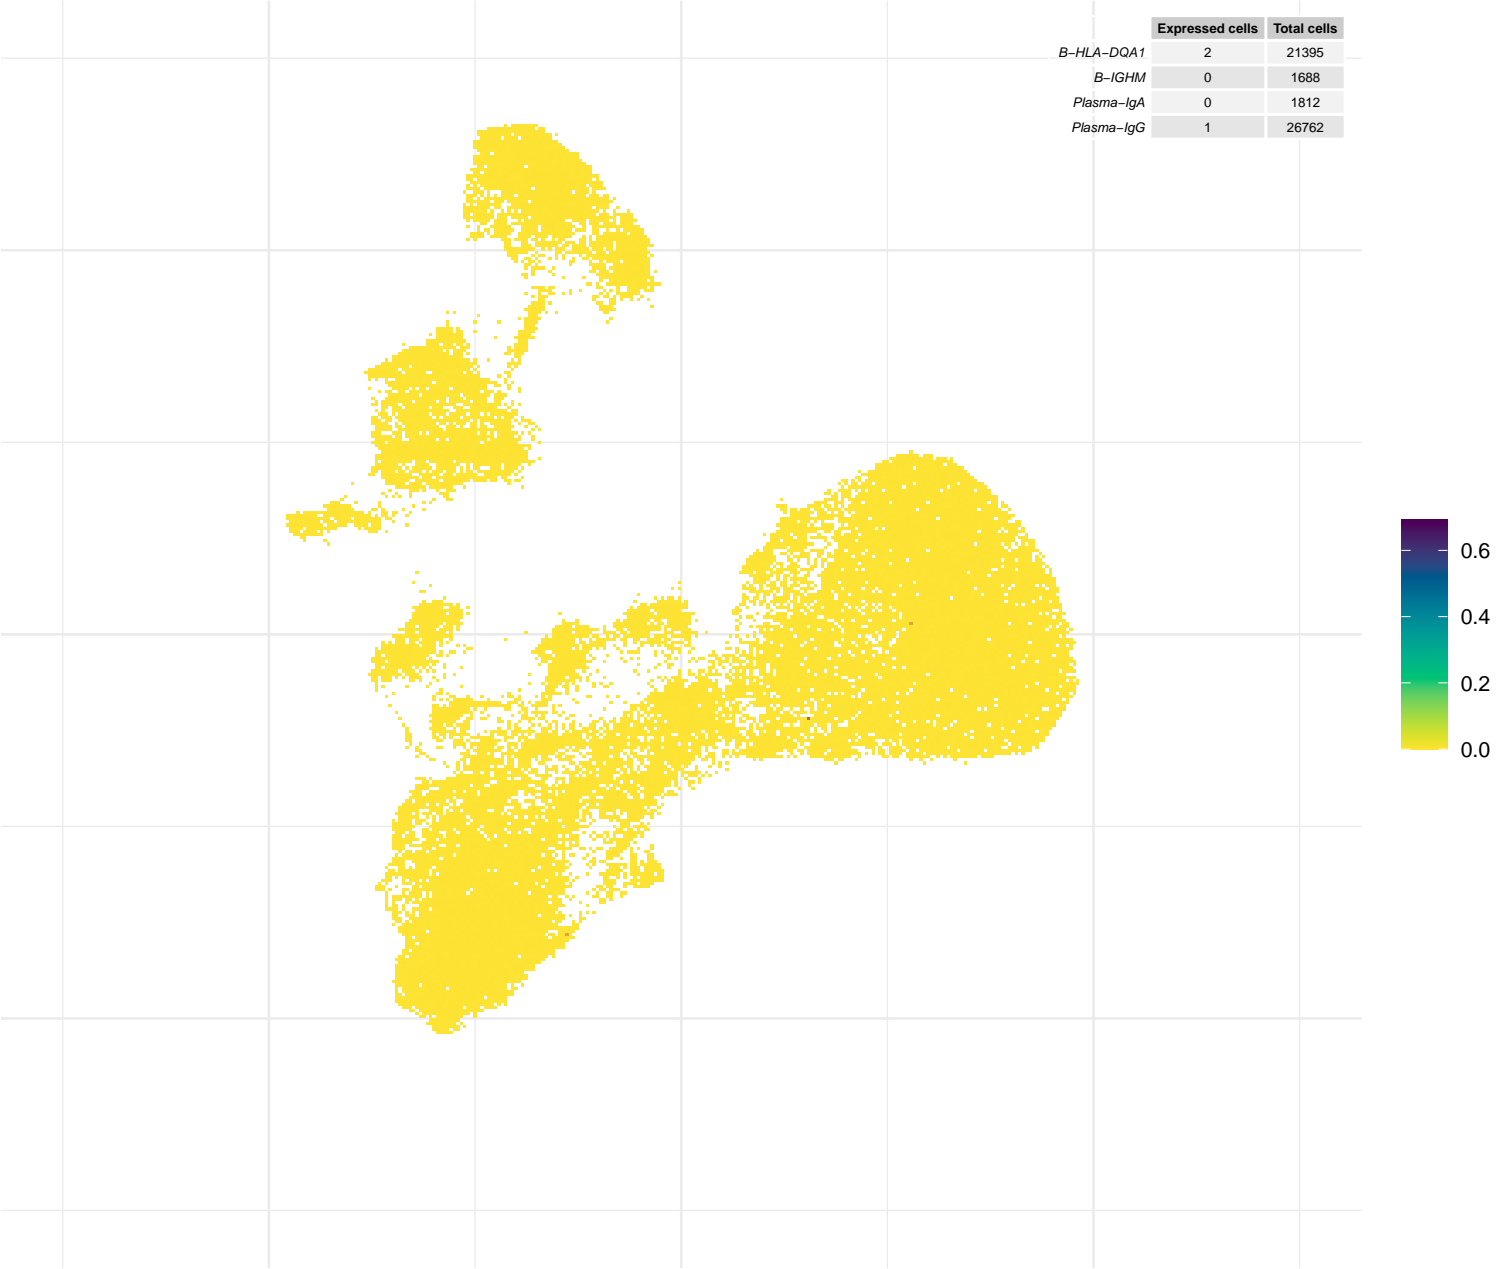 Expressed cells Total cells
B−HLA−DQA1 2 21395
B−IGHM 0 1688
Plasma−IgA 0 1812
Plasma−IgG 1 26762
0.6
0.4
0.2
0.0